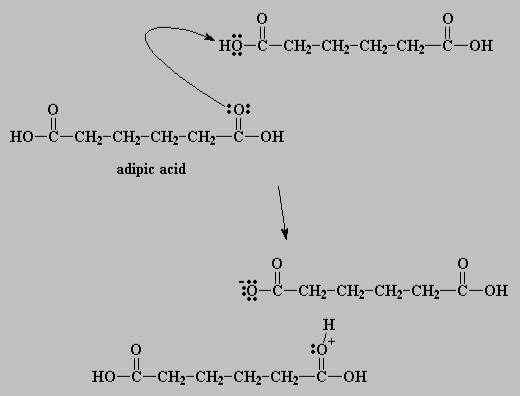 O O
HO—C—CH₂—CH₂—CH₂—CH₂—C—OH
O :O:
HO—C—CH₂—CH₂—CH₂—CH₂—C—OH
adipic acid
O O
⁻O—C—CH₂—CH₂—CH₂—CH₂—C—OH
H
O :O+
HO—C—CH₂—CH₂—CH₂—CH₂—C—OH